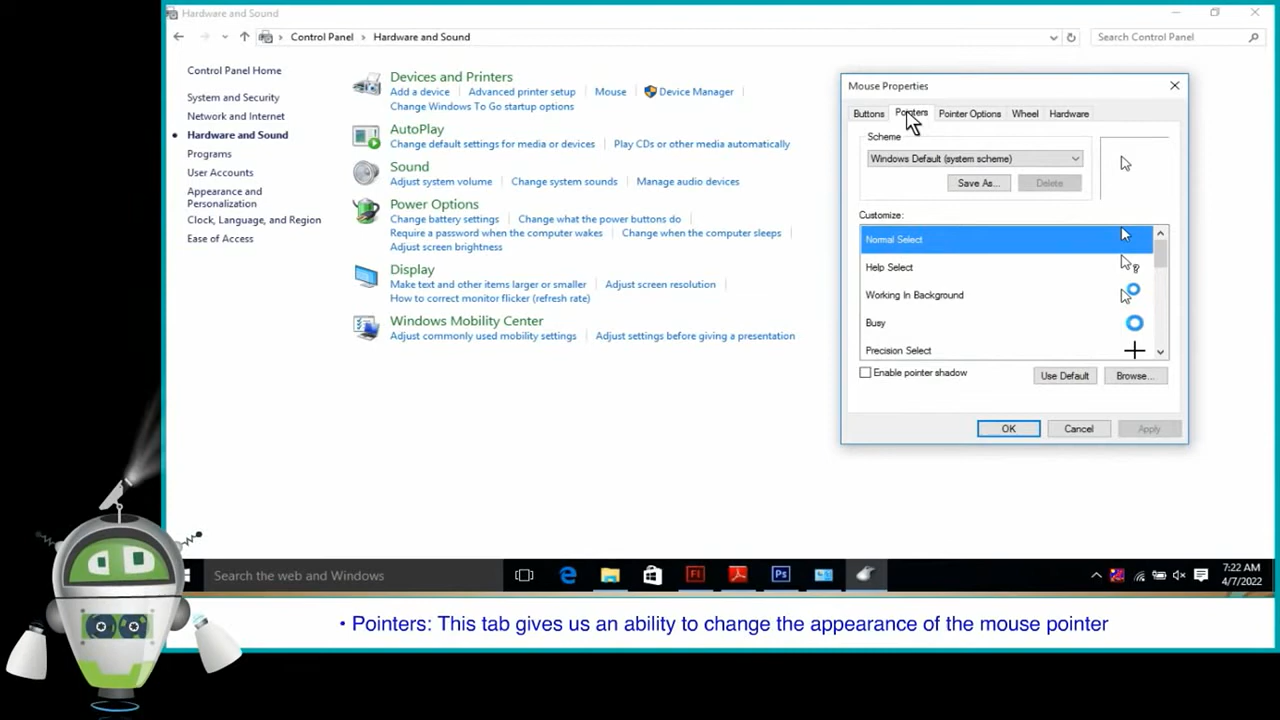 Hardware and Sound
Control Panel
Hardware and Sound
Search Control Panel
Control Panel Home
System and Security
Network and Internet
Hardware and Sound
Programs
User Accounts
Appearance and
Personalization
Clock, Language, and Region
Ease of Access
Devices and Printers
Add a device
Advanced printer setup
Mouse
Device Manager
Change Windows To Go startup options
AutoPlay
Change default settings for media or devices
Play CDs or other media automatically
Sound
Adjust system volume
Change system sounds
Manage audio devices
Power Options
Change battery settings
Change what the power buttons do
Require a password when the computer wakes
Change when the computer sleeps
Adjust screen brightness
Display
Make text and other items larger or smaller
Adjust screen resolution
How to correct monitor flicker (refresh rate)
Windows Mobility Center
Adjust commonly used mobility settings
Adjust settings before giving a presentation
Mouse Properties
Buttons
Pointers
Pointer Options
Wheel
Hardware
Scheme
Windows Default (system scheme)
Save As...
Delete
Customize:
Normal Select
Help Select
Working In Background
Busy
Precision Select
Enable pointer shadow
Use Default
Browse...
OK
Cancel
Apply
Search the web and Windows
Fl
Ps
7:22 AM
4/7/2022
• Pointers: This tab gives us an ability to change the appearance of the mouse pointer